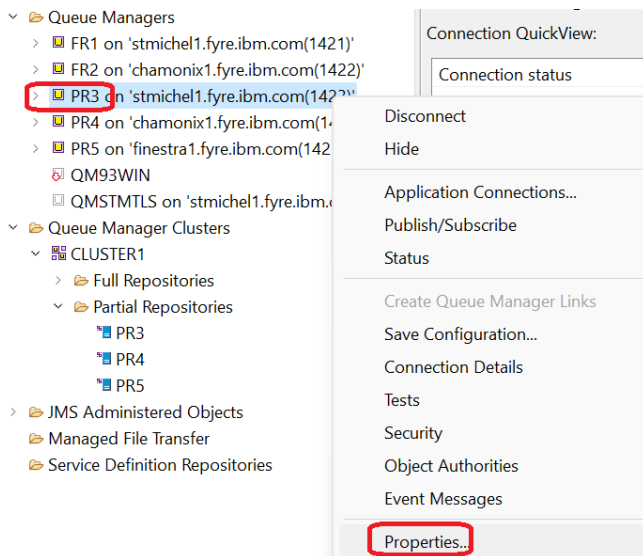 Queue Managers
FR1 on 'stmichel1.fyre.ibm.com(1421)'
FR2 on 'chamonix1.fyre.ibm.com(1422)'
PR3 on 'stmichel1.fyre.ibm.com(1422)'
PR4 on 'chamonix1.fyre.ibm.com(14
PR5 on 'finestra1.fyre.ibm.com(142
QM93WIN
QMSTMTLS on 'stmichel1.fyre.ibm.
Queue Manager Clusters
CLUSTER1
Full Repositories
Partial Repositories
PR3
PR4
PR5
JMS Administered Objects
Managed File Transfer
Service Definition Repositories
Connection QuickView:
Connection status
Disconnect
Hide
Application Connections...
Publish/Subscribe
Status
Create Queue Manager Links
Save Configuration...
Connection Details
Tests
Security
Object Authorities
Event Messages
Properties...